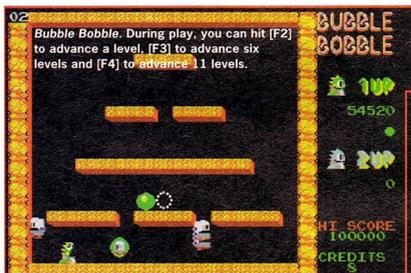 02
Bubble Bobble. During play, you can hit [F2]
to advance a level, [F3] to advance six
levels and [F4] to advance 11 levels.
BUBBLE
BOBBLE
1UP
54520
2UP
0
HI SCORE
100000
CREDITS
8